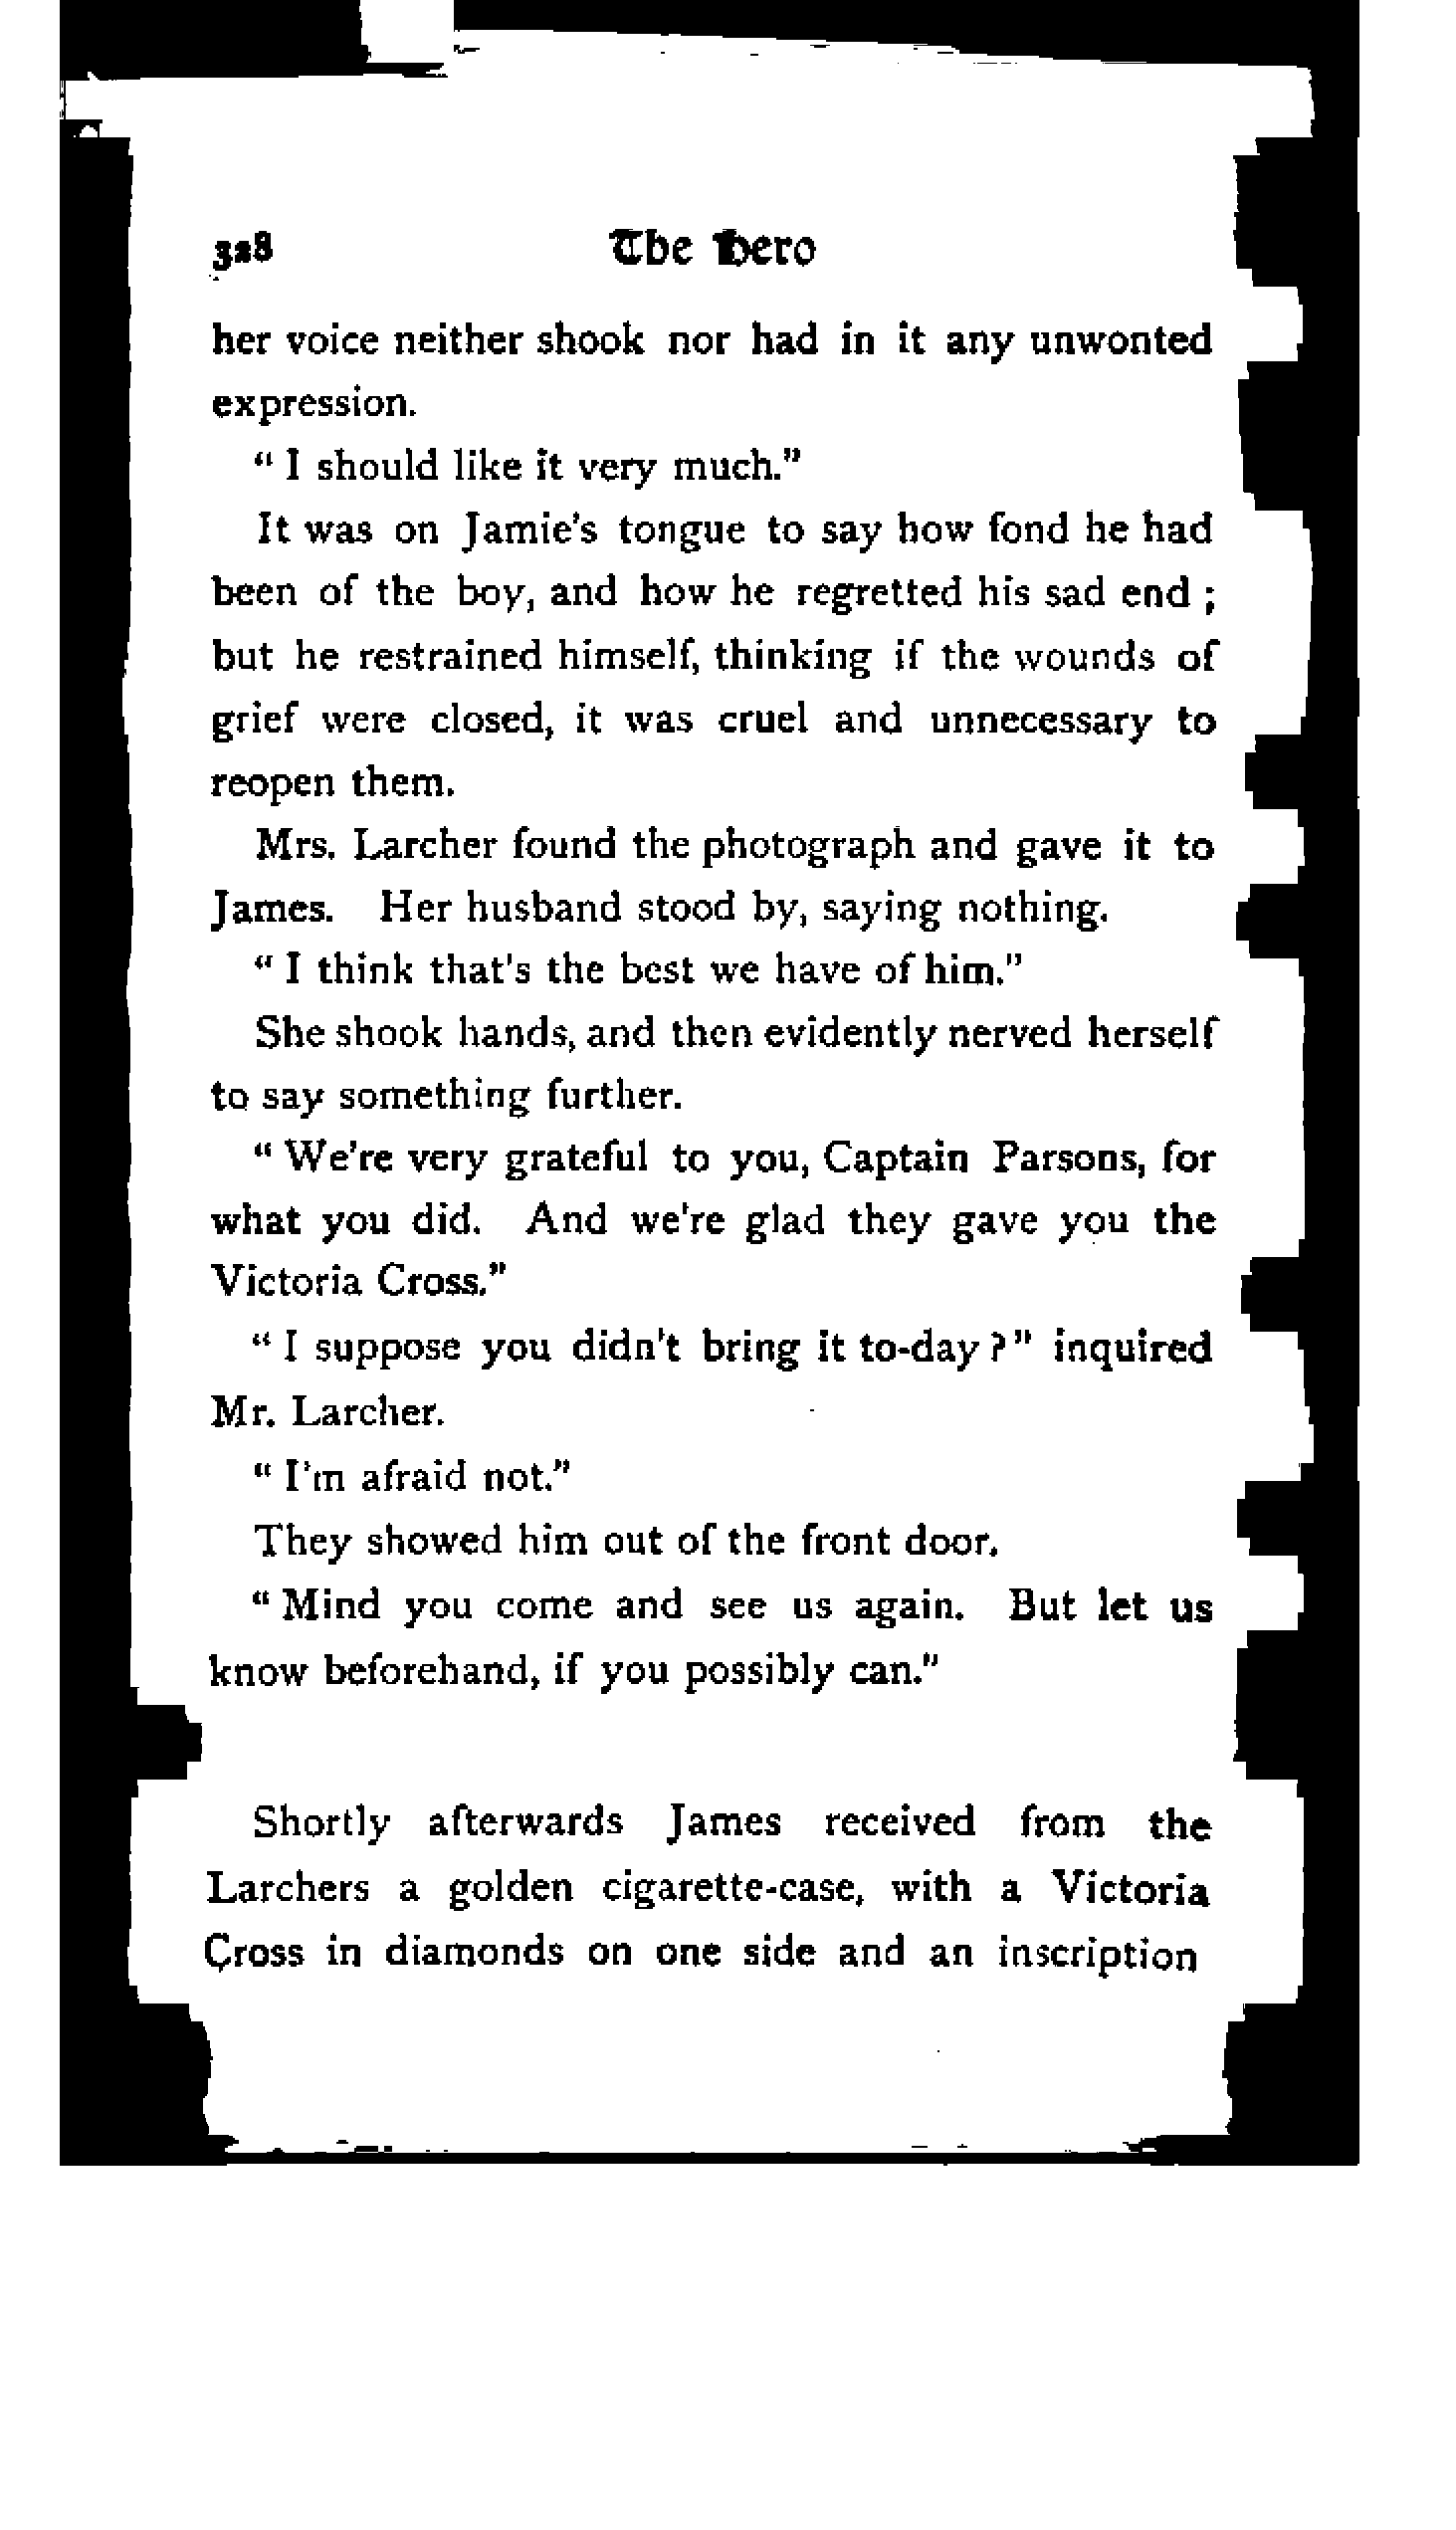 328 The Hero
her voice neither shook nor had in it any unwonted
expression.
“ I should like it very much.”
It was on Jamie's tongue to say how fond he had
been of the boy, and how he regretted his sad end ;
but he restrained himself, thinking if the wounds of
grief were closed, it was cruel and unnecessary to
reopen them.
Mrs. Larcher found the photograph and gave it to
James. Her husband stood by, saying nothing.
“ I think that's the best we have of him.”
She shook hands, and then evidently nerved herself
to say something further.
“ We're very grateful to you, Captain Parsons, for
what you did. And we're glad they gave you the
Victoria Cross.”
“ I suppose you didn't bring it to-day ?” inquired
Mr. Larcher.
“ I'm afraid not.”
They showed him out of the front door.
“ Mind you come and see us again. But let us
know beforehand, if you possibly can.”
Shortly afterwards James received from the
Larchers a golden cigarette-case, with a Victoria
Cross in diamonds on one side and an inscription